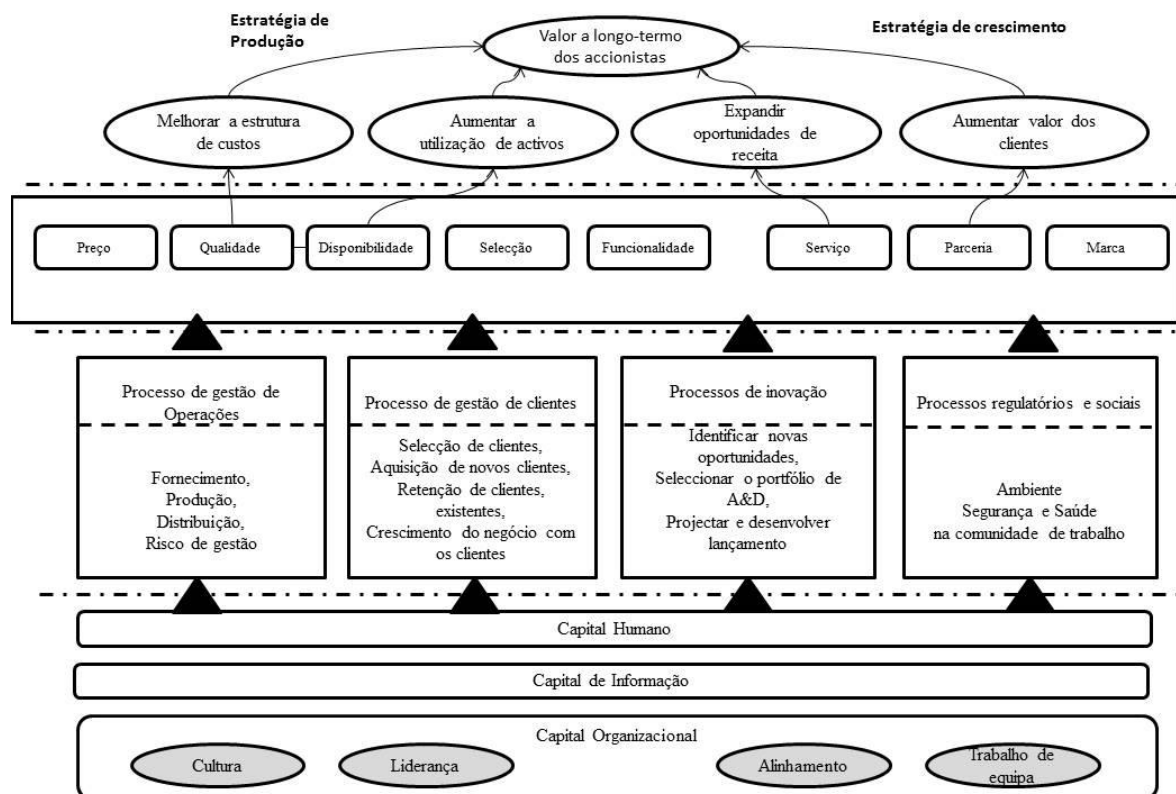 Estratégia de
Produção
Valor a longo-termo
dos accionistas
Estratégia de crescimento
Melhorar a estrutura
de custos
Aumentar a
utilização de activos
Expandir
oportunidades de
receita
Aumentar valor dos
clientes
Preço
Qualidade
Disponibilidade
Selecção
Funcionalidade
Serviço
Parceria
Marca
Processo de gestão de
Operações
Fornecimento,
Produção,
Distribuição,
Risco de gestão
Processo de gestão de clientes
Selecção de clientes,
Aquisição de novos clientes,
Retenção de clientes,
existentes,
Crescimento do negócio com
os clientes
Processos de inovação
Identificar novas
oportunidades,
Seleccionar o portfólio de
A&D,
Projectar e desenvolver
lançamento
Processos regulatórios e sociais
Ambiente
Segurança e Saúde
na comunidade de trabalho
Capital Humano
Capital de Informação
Capital Organizacional
Cultura
Liderança
Alinhamento
Trabalho de
equipa